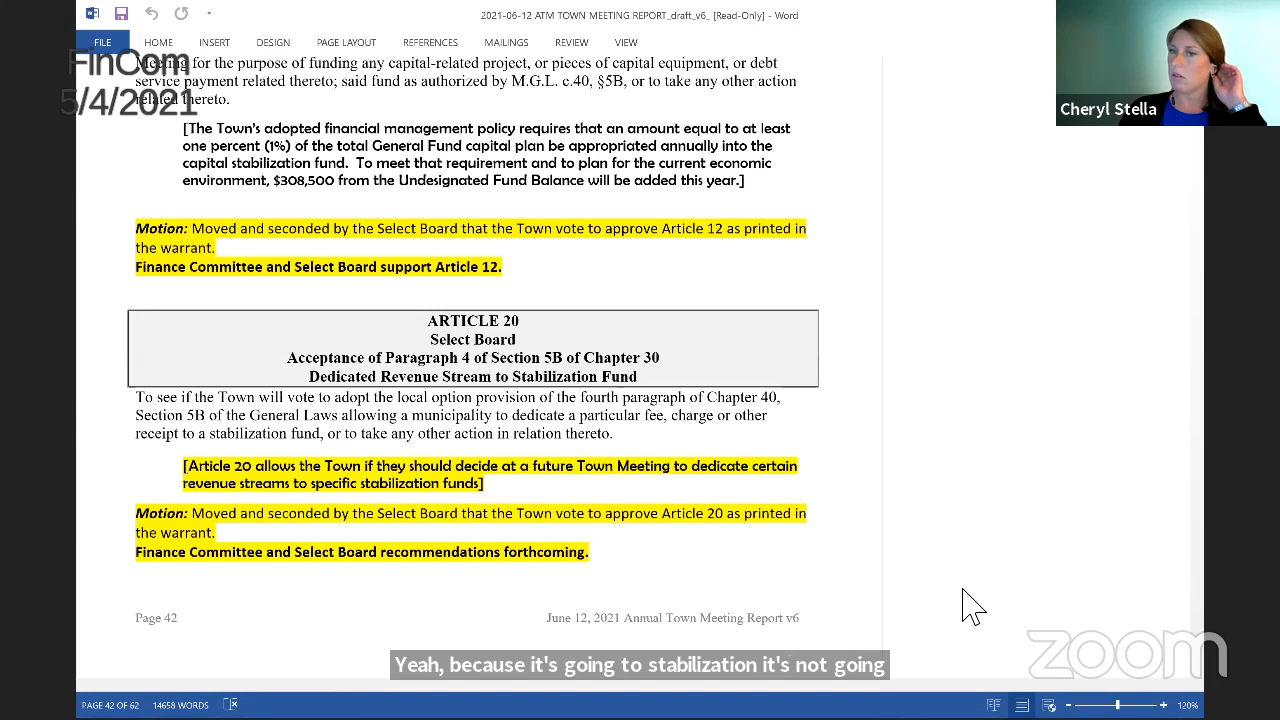 2021-06-12 ATM TOWN MEETING REPORT_draft_v6_ [Read-Only] - Word
FILE HOME INSERT DESIGN PAGE LAYOUT REFERENCES MAILINGS REVIEW VIEW
FinCom
5/4/2021
Cheryl Stella
Meeting for the purpose of funding any capital-related project, or pieces of capital equipment, or debt
service payment related thereto; said fund as authorized by M.G.L. c.40, §5B, or to take any other action
related thereto.
[The Town's adopted financial management policy requires that an amount equal to at least
one percent (1%) of the total General Fund capital plan be appropriated annually into the
capital stabilization fund. To meet that requirement and to plan for the current economic
environment, $308,500 from the Undesignated Fund Balance will be added this year.]
Motion: Moved and seconded by the Select Board that the Town vote to approve Article 12 as printed in
the warrant.
Finance Committee and Select Board support Article 12.
ARTICLE 20
Select Board
Acceptance of Paragraph 4 of Section 5B of Chapter 30
Dedicated Revenue Stream to Stabilization Fund
To see if the Town will vote to adopt the local option provision of the fourth paragraph of Chapter 40,
Section 5B of the General Laws allowing a municipality to dedicate a particular fee, charge or other
receipt to a stabilization fund, or to take any other action in relation thereto.
[Article 20 allows the Town if they should decide at a future Town Meeting to dedicate certain
revenue streams to specific stabilization funds]
Motion: Moved and seconded by the Select Board that the Town vote to approve Article 20 as printed in
the warrant.
Finance Committee and Select Board recommendations forthcoming.
Page 42 June 12, 2021 Annual Town Meeting Report v6
zoom
Yeah, because it's going to stabilization it's not going
PAGE 42 OF 62 14658 WORDS 120%